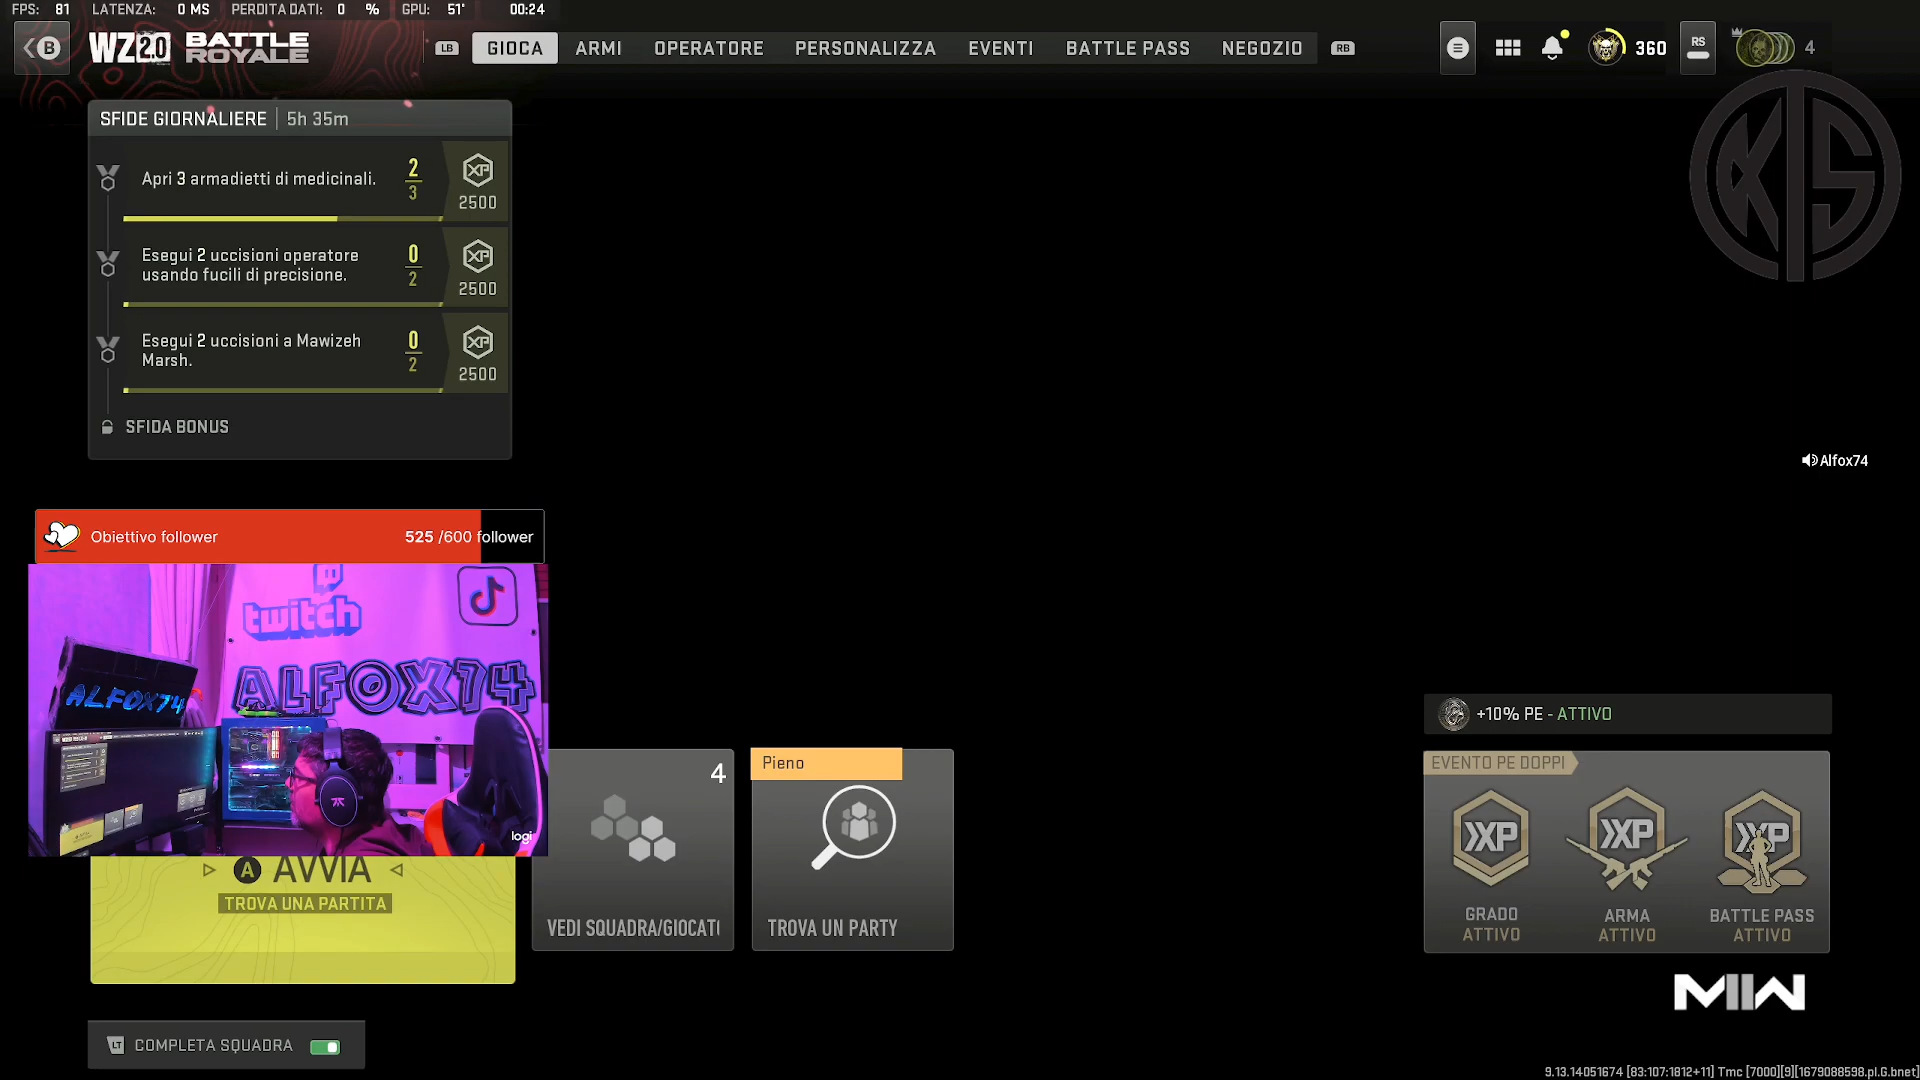 FPS: 81 LATENZA: 0 MS PERDITA DATI: 0 % GPU: 51° 00:24
B WZ2.0 BATTLE ROYALE LB GIOCA ARMI OPERATORE PERSONALIZZA EVENTI BATTLE PASS NEGOZIO RB 360 RS 4
SFIDE GIORNALIERE | 5h 35m
Apri 3 armadietti di medicinali. 2/3 XP 2500
Esegui 2 uccisioni operatore
usando fucili di precisione. 0/2 XP 2500
Esegui 2 uccisioni a Mawizeh
Marsh. 0/2 XP 2500
SFIDA BONUS
KTS
Alfox74
Obiettivo follower 525 /600 follower
twitch
ALFOX74
ALFOX74
logi
A AVVIA
TROVA UNA PARTITA
4
VEDI SQUADRA/GIOCAT
Pieno
TROVA UN PARTY
+10% PE - ATTIVO
EVENTO PE DOPPI
XP XP XP
GRADO ATTIVO
ARMA ATTIVO
BATTLE PASS ATTIVO
MW
LT COMPLETA SQUADRA
9.13.14051674 [83:107:1812+11] Tmc [7000][9][1679088598.pl.G.bnet]